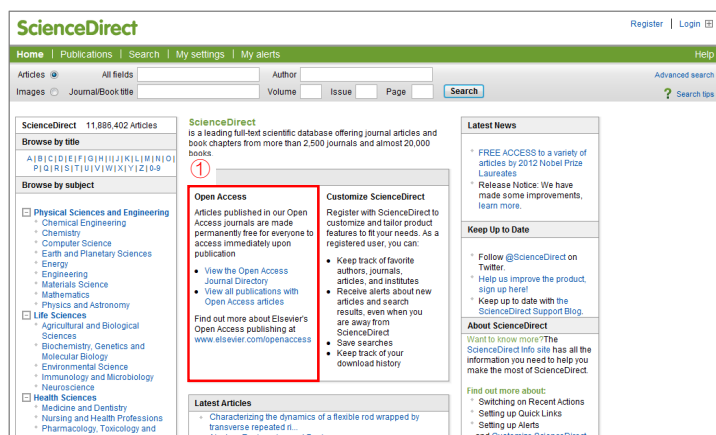 ScienceDirect
Register | Login
Home | Publications | Search | My settings | My alerts
Help
Articles All fields Author
Advanced search
Images Journal/Book title Volume Issue Page Search
? Search tips
ScienceDirect 11,886,402 Articles
Browse by title
A|B|C|D|E|F|G|H|I|J|K|L|M|N|O|
P|Q|R|S|T|U|V|W|X|Y|Z|0-9
Browse by subject
Physical Sciences and Engineering
Chemical Engineering
Chemistry
Computer Science
Earth and Planetary Sciences
Energy
Engineering
Materials Science
Mathematics
Physics and Astronomy
Life Sciences
Agricultural and Biological
Sciences
Biochemistry, Genetics and
Molecular Biology
Environmental Science
Immunology and Microbiology
Neuroscience
Health Sciences
Medicine and Dentistry
Nursing and Health Professions
Pharmacology, Toxicology and
ScienceDirect
is a leading full-text scientific database offering journal articles and
book chapters from more than 2,500 journals and almost 20,000
books.
①
Open Access
Articles published in our Open
Access journals are made
permanently free for everyone to
access immediately upon
publication
View the Open Access
Journal Directory
View all publications with
Open Access articles
Find out more about Elsevier's
Open Access publishing at
www.elsevier.com/openaccess
Customize ScienceDirect
Register with ScienceDirect to
customize and tailor product
features to fit your needs. As a
registered user, you can:
Keep track of favorite
authors, journals,
articles, and institutes
Receive alerts about new
articles and search
results, even when you
are away from
ScienceDirect
Save searches
Keep track of your
download history
Latest Articles
Characterizing the dynamics of a flexible rod wrapped by
transverse repeated ri...
Latest News
FREE ACCESS to a variety of
articles by 2012 Nobel Prize
Laureates
Release Notice: We have
made some improvements,
learn more.
Keep Up to Date
Follow @ScienceDirect on
Twitter.
Help us improve the product,
sign up here!
Keep up to date with the
ScienceDirect Support Blog.
About ScienceDirect
Want to know more?The
ScienceDirect Info site has all the
information you need to help you
make the most of ScienceDirect.
Find out more about:
Switching on Recent Actions
Setting up Quick Links
Setting up Alerts
and Customize ScienceDirect